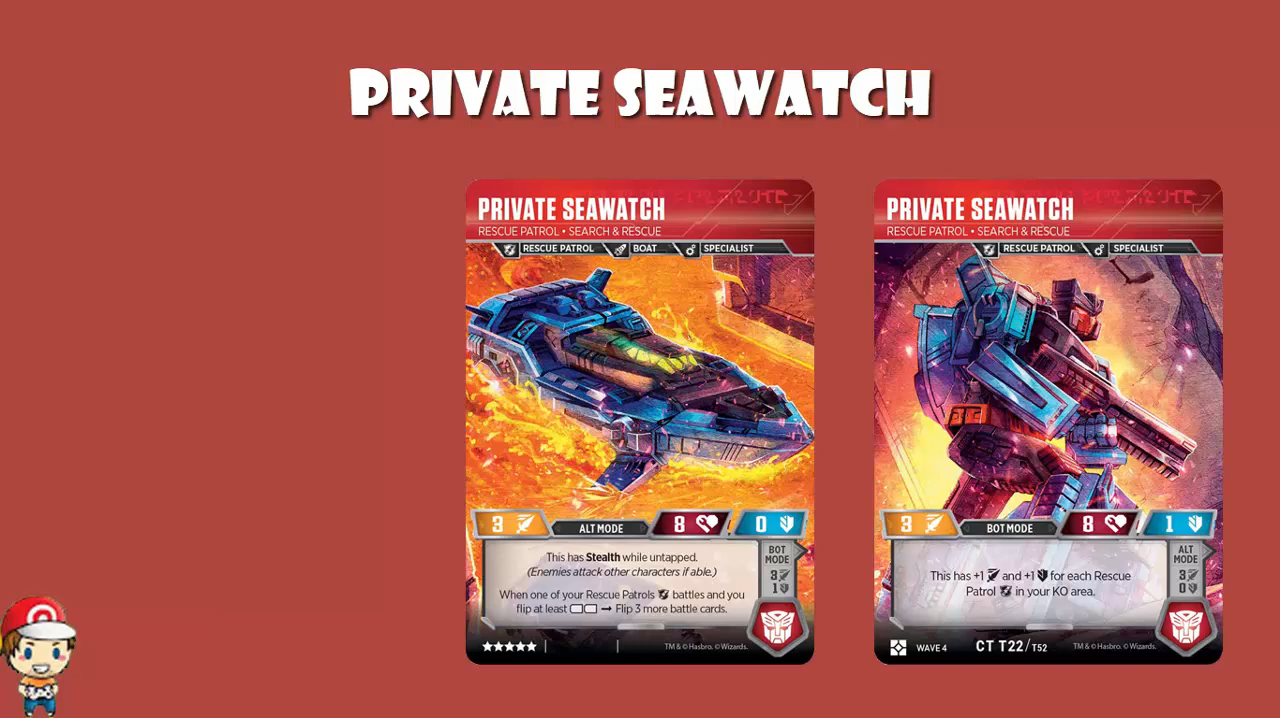 PRIVATE SEAWATCH
PRIVATE SEAWATCH
RESCUE PATROL • SEARCH & RESCUE
RESCUE PATROL BOAT SPECIALIST
3 ALT MODE 8 0
This has Stealth while untapped.
(Enemies attack other characters if able.)
When one of your Rescue Patrols battles and you
flip at least → Flip 3 more battle cards.
BOT
MODE
3
1
TM & © Hasbro. © Wizards.
PRIVATE SEAWATCH
RESCUE PATROL • SEARCH & RESCUE
RESCUE PATROL SPECIALIST
3 BOT MODE 8 1
This has +1 and +1 for each Rescue
Patrol in your KO area.
ALT
MODE
3
0
WAVE 4 CT T22/T52 TM & © Hasbro. © Wizards.